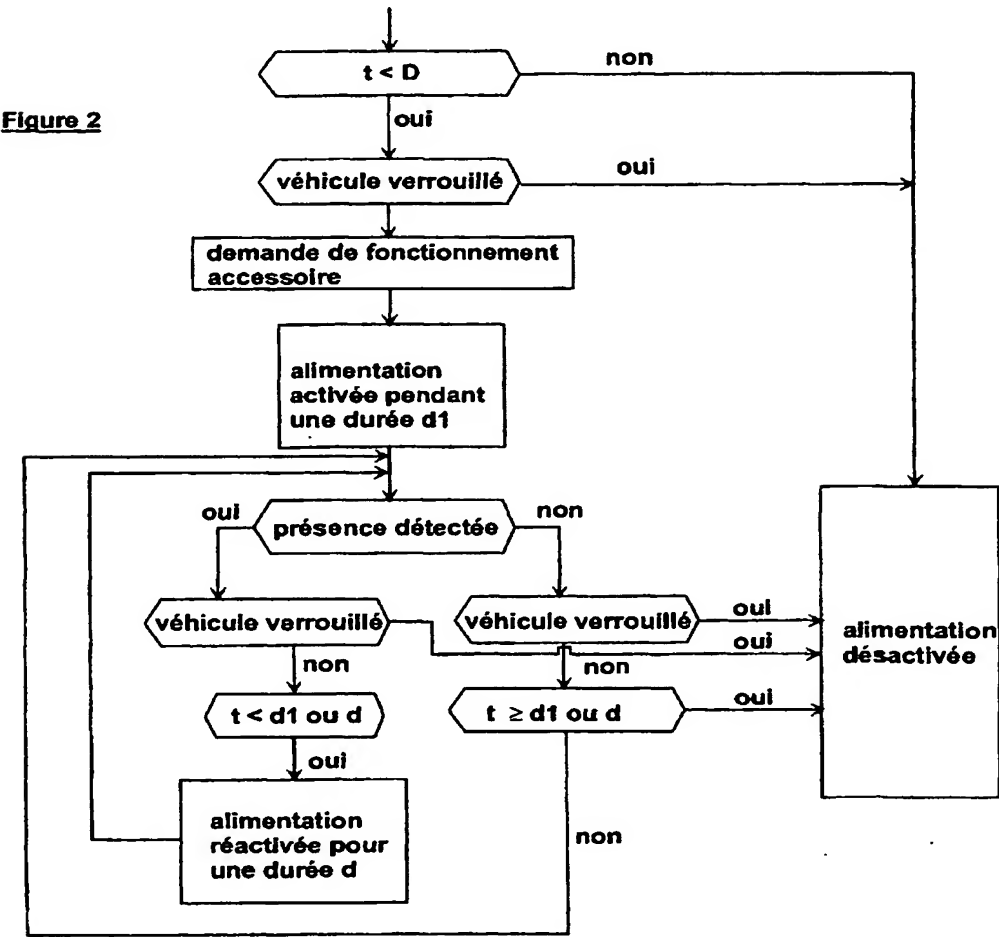 t < D
non
Figure 2
oui
véhicule verrouillé
oui
demande de fonctionnement
accessoire
alimentation
activée pendant
une durée d1
oui
présence détectée
non
véhicule verrouillé
véhicule verrouillé
oui
oui
alimentation
désactivée
non
non
t < d1 ou d
t ≥ d1 ou d
oui
oui
alimentation
réactivée pour
une durée d
non